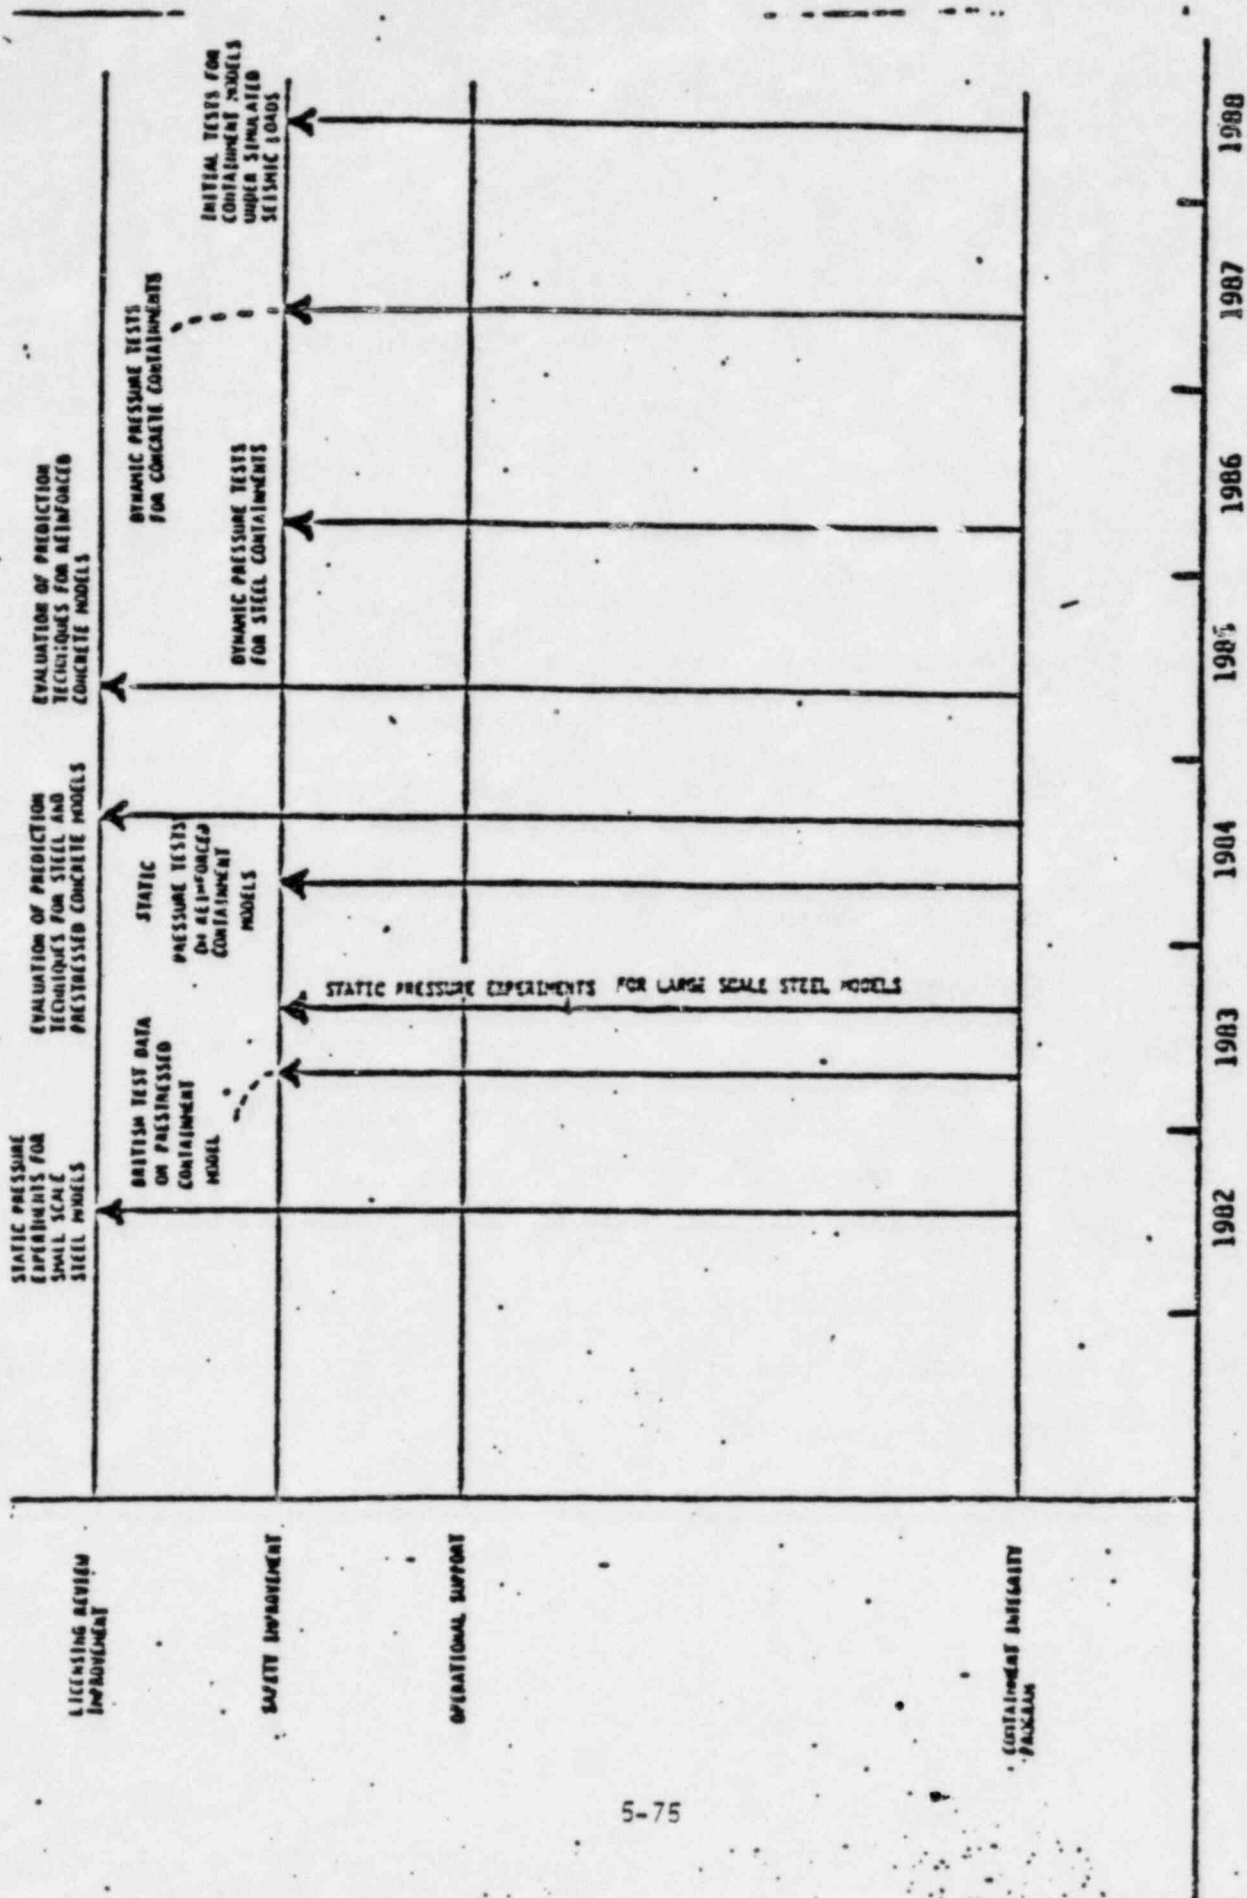 LICENSING REVIEW
IMPROVEMENT
STATIC PRESSURE
EXPERIMENTS FOR
SMALL SCALE
STEEL MODELS
EVALUATION OF PREDICTION
TECHNIQUES FOR STEEL AND
PRESTRESSED CONCRETE MODELS
EVALUATION OF PREDICTION
TECHNIQUES FOR REINFORCED
CONCRETE MODELS
SAFETY IMPROVEMENT
BRITISH TEST DATA
ON PRESTRESSED
CONTAINMENT
MODEL
STATIC PRESSURE EXPERIMENTS FOR LARGE SCALE STEEL MODELS
STATIC
PRESSURE TESTS
ON REINFORCED
CONTAINMENT
MODELS
DYNAMIC PRESSURE TESTS
FOR STEEL CONTAINMENTS
DYNAMIC PRESSURE TESTS
FOR CONCRETE CONTAINMENTS
INITIAL TESTS FOR
CONTAINMENT MODELS
UNDER SIMULATED
SEISMIC LOADS
OPERATIONAL SUPPORT
CONTAINMENT INTEGRITY
PROGRAM
1982
1983
1984
1985
1986
1987
1988
5-75